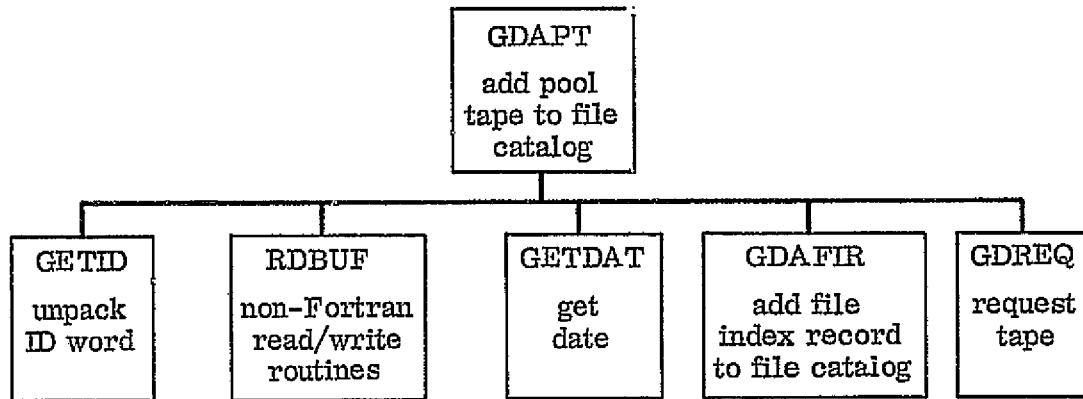 GDAPT
add pool
tape to file
catalog
GETID
unpack
ID word
RDBUF
non-Fortran
read/write
routines
GETDAT
get
date
GDAFIR
add file
index record
to file catalog
GDREQ
request
tape